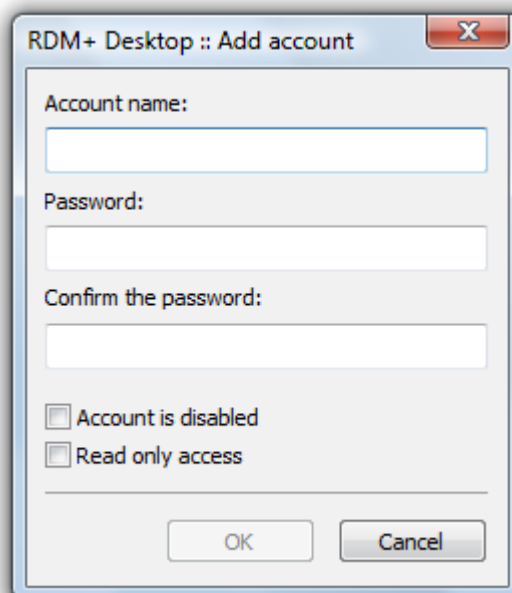 RDM+ Desktop :: Add account
Account name:
Password:
Confirm the password:
Account is disabled
Read only access
OK Cancel